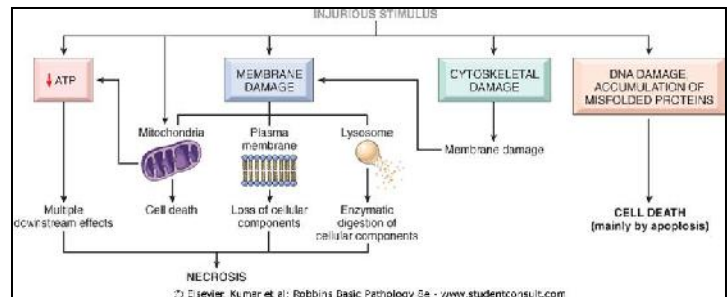 INJURIOUS STIMULUS
↓ ATP
MEMBRANE
DAMAGE
CYTOSKELETAL
DAMAGE
DNA DAMAGE,
ACCUMULATION OF
MISFOLDED PROTEINS
Mitochondria
Plasma
membrane
Lysosome
Membrane damage
Multiple
downstream effects
Cell death
Loss of cellular
components
Enzymatic
digestion of
cellular components
CELL DEATH
(mainly by apoplosis)
NECROSIS
© Elsevier. Kumar et al: Robbins Basic Pathology 8e - www.studentconsult.com